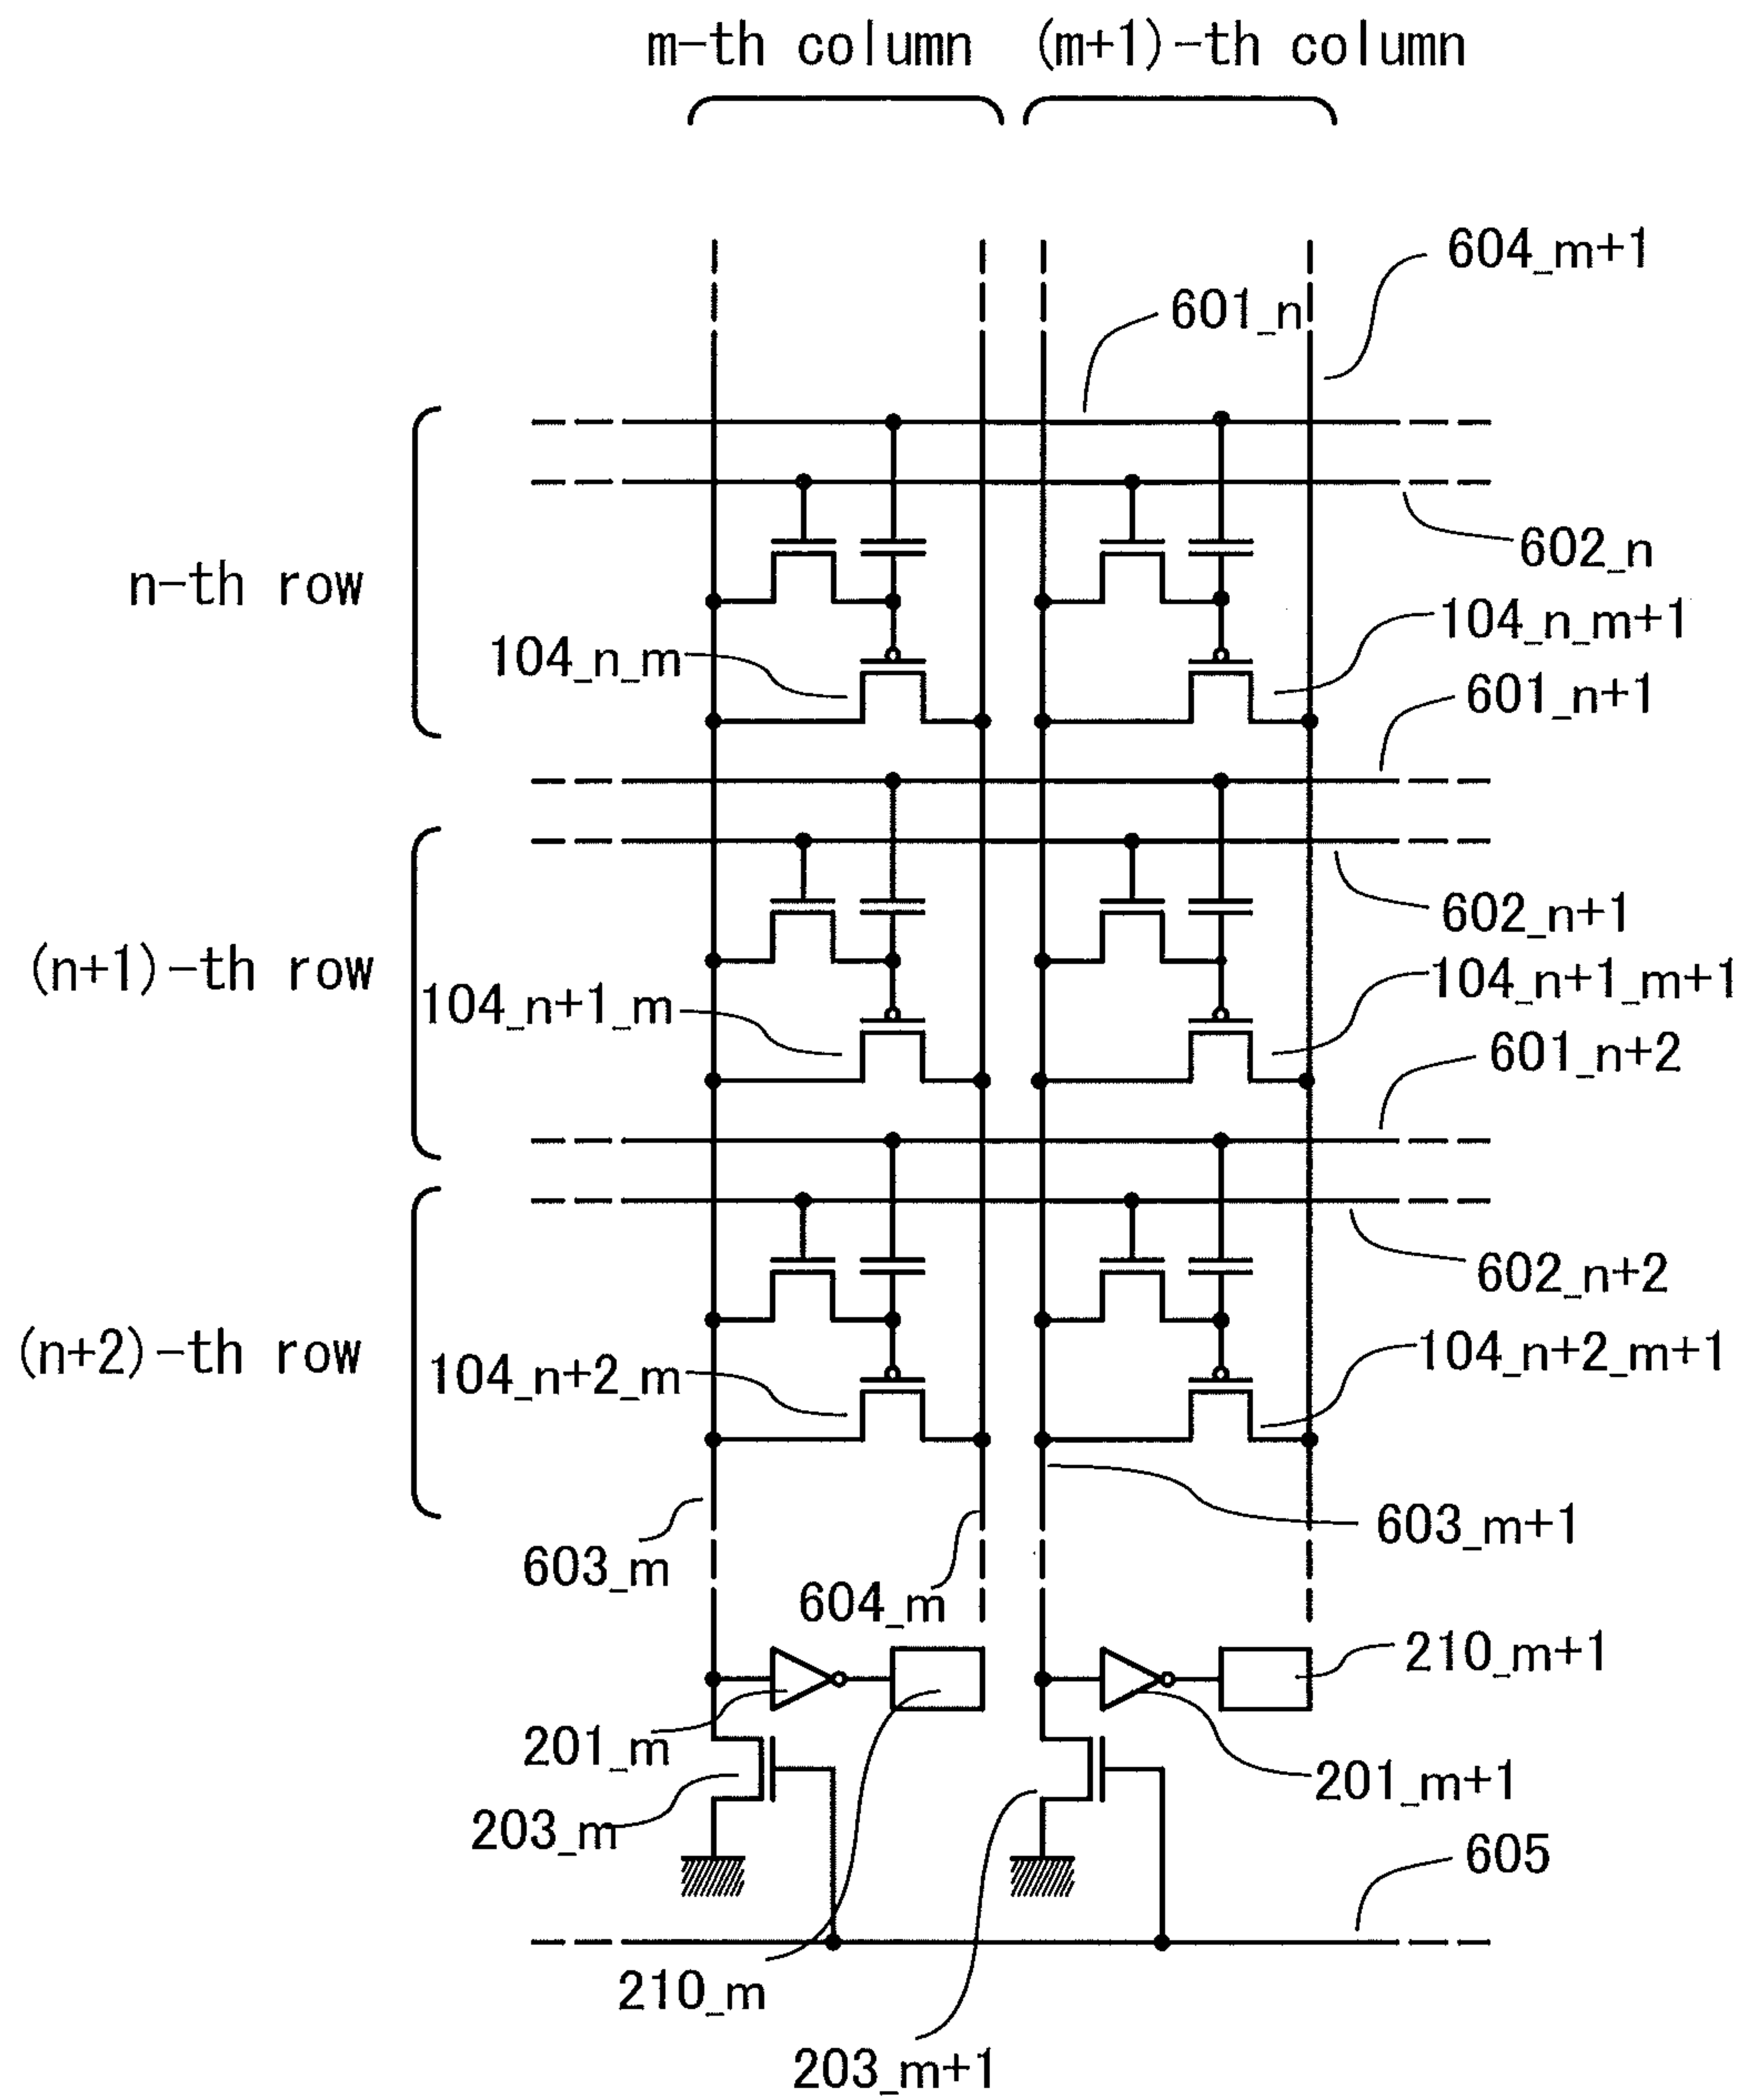 m-th column
(m+1)-th column
604_m+1
601_n
602_n
n-th row
104_n_m
104_n_m+1
601_n+1
602_n+1
(n+1)-th row
104_n+1_m
104_n+1_m+1
601_n+2
602_n+2
(n+2)-th row
104_n+2_m
104_n+2_m+1
603_m
604_m
603_m+1
210_m+1
201_m
201_m+1
203_m
605
210_m
203_m+1